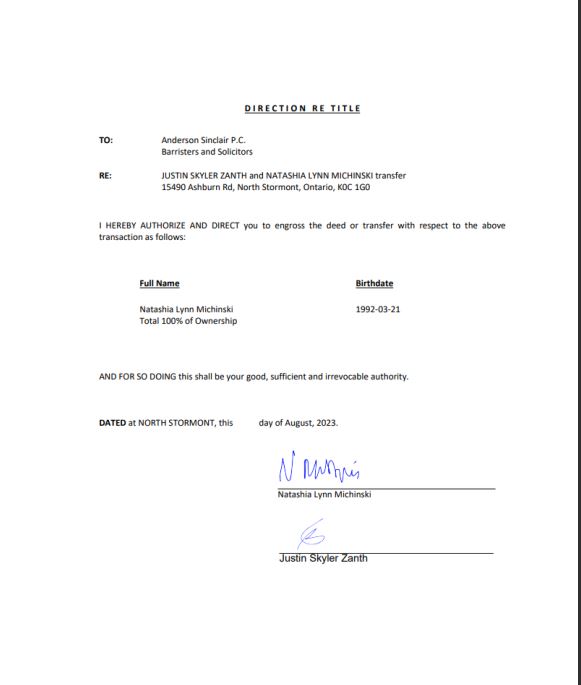 DIRECTION RE TITLE
TO: Anderson Sinclair P.C.
Barristers and Solicitors
RE: JUSTIN SKYLER ZANTH and NATASHIA LYNN MICHINSKI transfer
15490 Ashburn Rd, North Stormont, Ontario, K0C 1G0
I HEREBY AUTHORIZE AND DIRECT you to engross the deed or transfer with respect to the above
transaction as follows:
Full Name Birthdate
Natashia Lynn Michinski 1992-03-21
Total 100% of Ownership
AND FOR SO DOING this shall be your good, sufficient and irrevocable authority.
DATED at NORTH STORMONT, this day of August, 2023.
Natashia Lynn Michinski
Justin Skyler Zanth